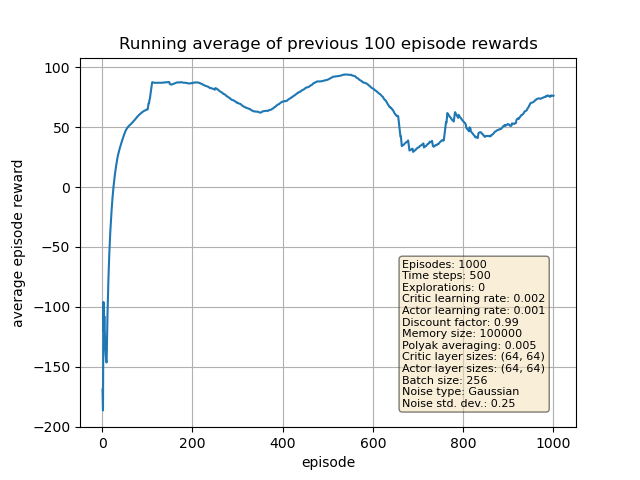 Running average of previous 100 episode rewards
average episode reward
100
50
0
−50
−100
−150
−200
Episodes: 1000
Time steps: 500
Explorations: 0
Critic learning rate: 0.002
Actor learning rate: 0.001
Discount factor: 0.99
Memory size: 100000
Polyak averaging: 0.005
Critic layer sizes: (64, 64)
Actor layer sizes: (64, 64)
Batch size: 256
Noise type: Gaussian
Noise std. dev.: 0.25
0 200 400 600 800 1000
episode